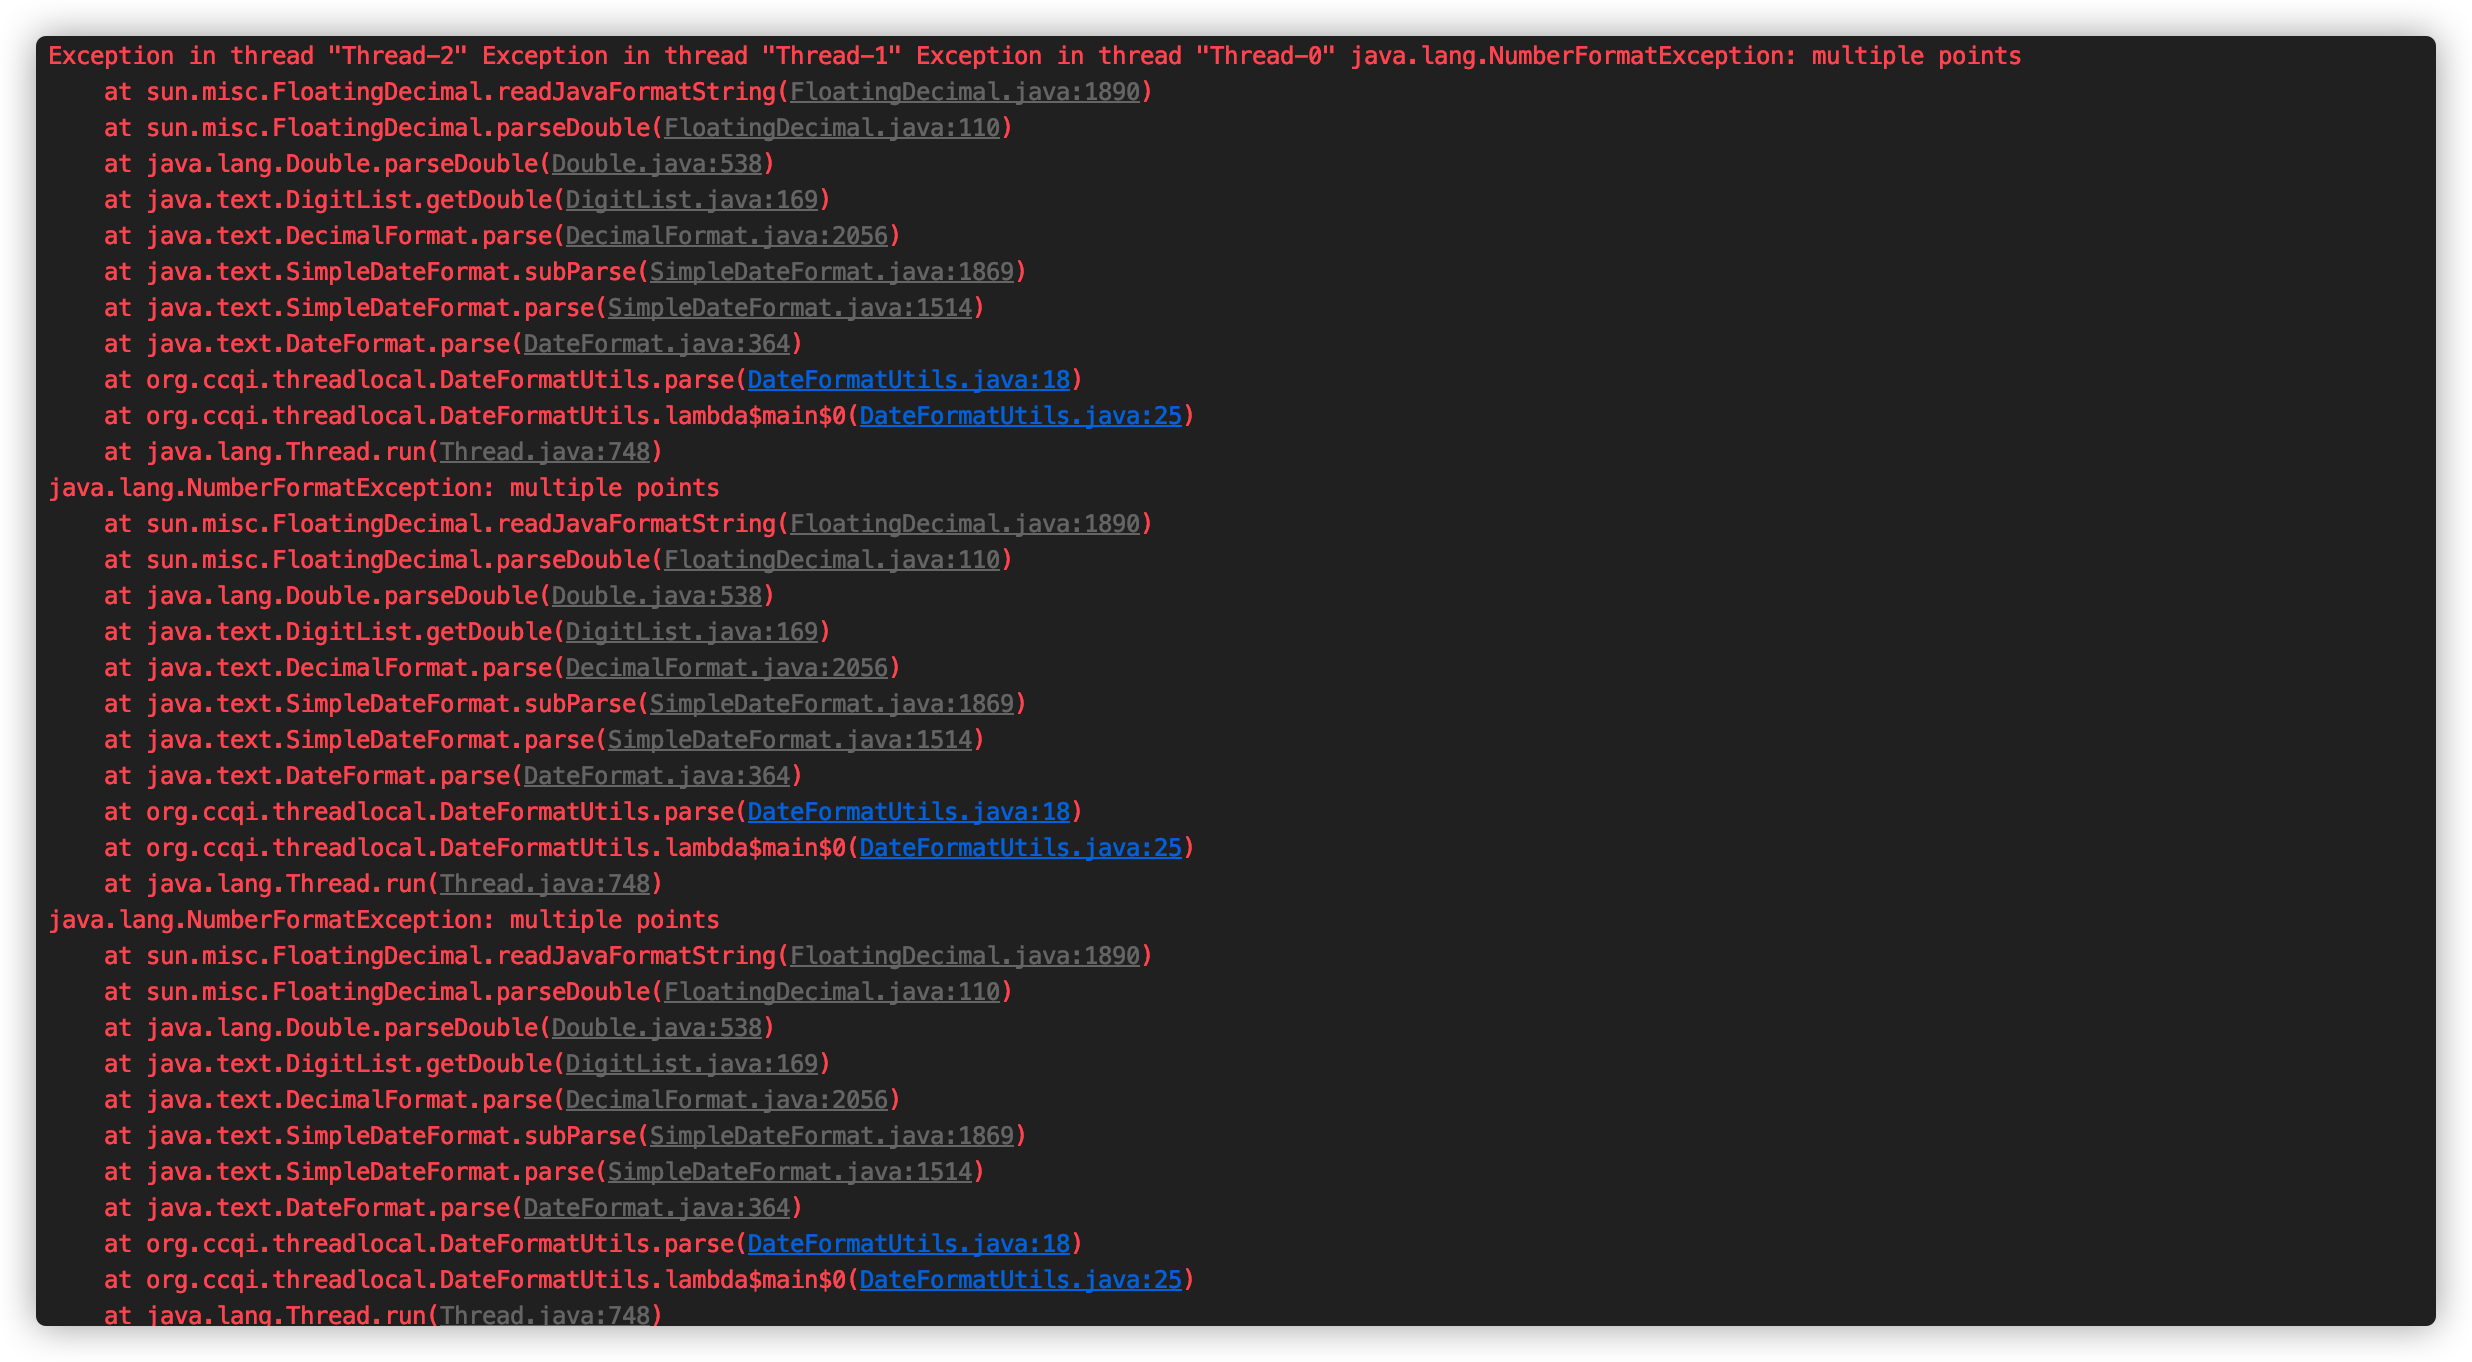 Exception in thread "Thread-2" Exception in thread "Thread-1" Exception in thread "Thread-0" java.lang.NumberFormatException: multiple points
    at sun.misc.FloatingDecimal.readJavaFormatString(FloatingDecimal.java:1890)
    at sun.misc.FloatingDecimal.parseDouble(FloatingDecimal.java:110)
    at java.lang.Double.parseDouble(Double.java:538)
    at java.text.DigitList.getDouble(DigitList.java:169)
    at java.text.DecimalFormat.parse(DecimalFormat.java:2056)
    at java.text.SimpleDateFormat.subParse(SimpleDateFormat.java:1869)
    at java.text.SimpleDateFormat.parse(SimpleDateFormat.java:1514)
    at java.text.DateFormat.parse(DateFormat.java:364)
    at org.ccqi.threadlocal.DateFormatUtils.parse(DateFormatUtils.java:18)
    at org.ccqi.threadlocal.DateFormatUtils.lambda$main$0(DateFormatUtils.java:25)
    at java.lang.Thread.run(Thread.java:748)
java.lang.NumberFormatException: multiple points
    at sun.misc.FloatingDecimal.readJavaFormatString(FloatingDecimal.java:1890)
    at sun.misc.FloatingDecimal.parseDouble(FloatingDecimal.java:110)
    at java.lang.Double.parseDouble(Double.java:538)
    at java.text.DigitList.getDouble(DigitList.java:169)
    at java.text.DecimalFormat.parse(DecimalFormat.java:2056)
    at java.text.SimpleDateFormat.subParse(SimpleDateFormat.java:1869)
    at java.text.SimpleDateFormat.parse(SimpleDateFormat.java:1514)
    at java.text.DateFormat.parse(DateFormat.java:364)
    at org.ccqi.threadlocal.DateFormatUtils.parse(DateFormatUtils.java:18)
    at org.ccqi.threadlocal.DateFormatUtils.lambda$main$0(DateFormatUtils.java:25)
    at java.lang.Thread.run(Thread.java:748)
java.lang.NumberFormatException: multiple points
    at sun.misc.FloatingDecimal.readJavaFormatString(FloatingDecimal.java:1890)
    at sun.misc.FloatingDecimal.parseDouble(FloatingDecimal.java:110)
    at java.lang.Double.parseDouble(Double.java:538)
    at java.text.DigitList.getDouble(DigitList.java:169)
    at java.text.DecimalFormat.parse(DecimalFormat.java:2056)
    at java.text.SimpleDateFormat.subParse(SimpleDateFormat.java:1869)
    at java.text.SimpleDateFormat.parse(SimpleDateFormat.java:1514)
    at java.text.DateFormat.parse(DateFormat.java:364)
    at org.ccqi.threadlocal.DateFormatUtils.parse(DateFormatUtils.java:18)
    at org.ccqi.threadlocal.DateFormatUtils.lambda$main$0(DateFormatUtils.java:25)
    at java.lang.Thread.run(Thread.java:748)